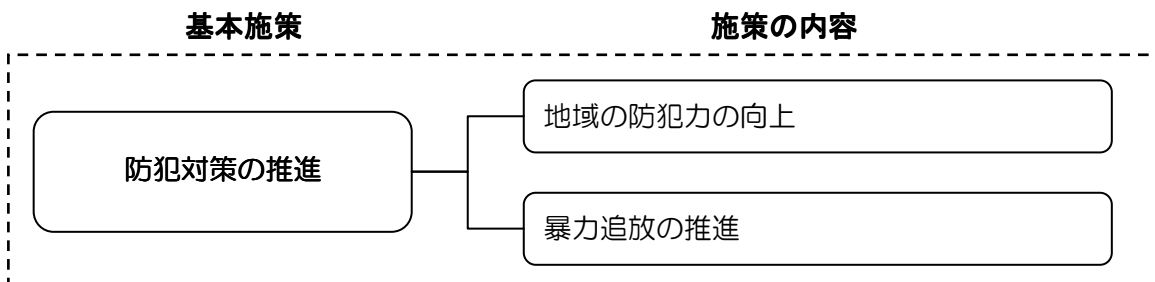 基本施策
施策の内容
防犯対策の推進
地域の防犯力の向上
暴力追放の推進